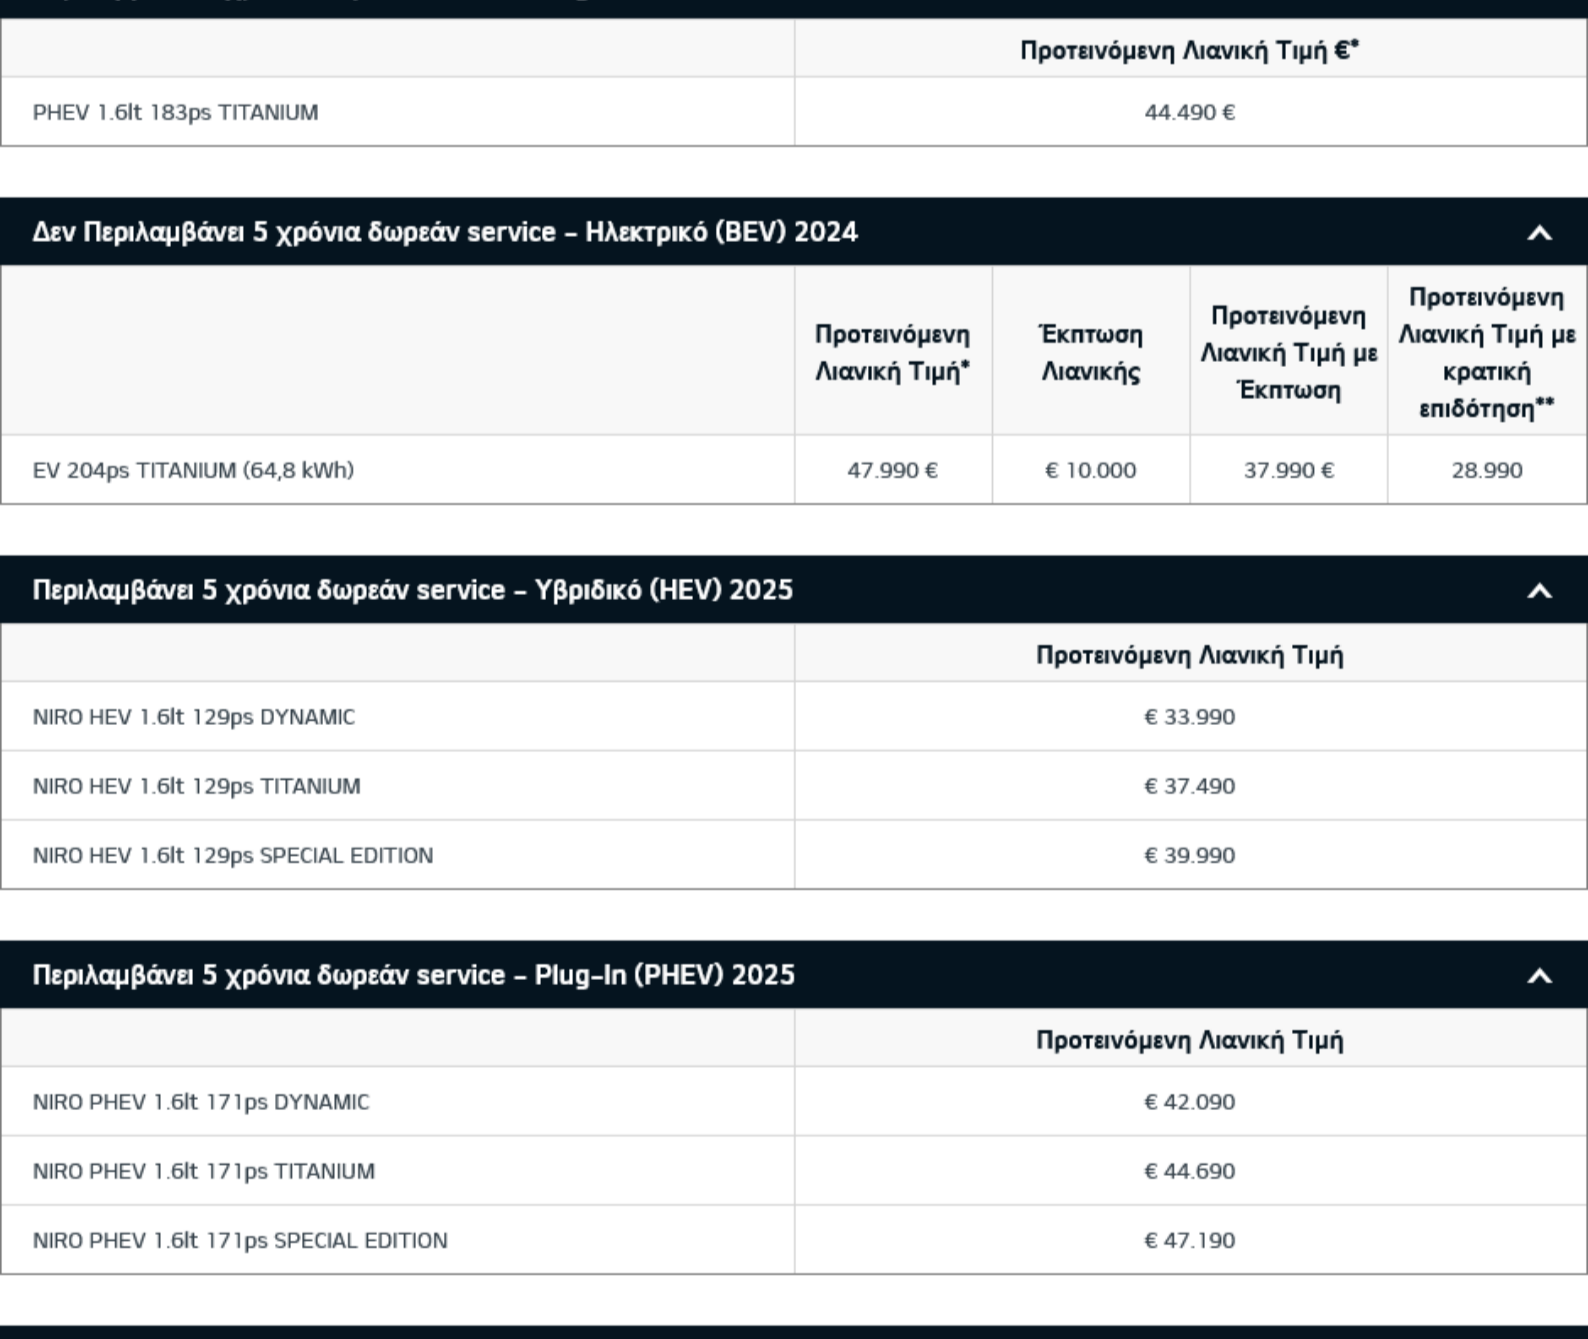 Προτεινόμενη Λιανική Τιμή €*
PHEV 1.6lt 183ps TITANIUM 44.490 €
Δεν Περιλαμβάνει 5 χρόνια δωρεάν service – Ηλεκτρικό (BEV) 2024
Προτεινόμενη
Λιανική Τιμή*
Έκπτωση
Λιανικής
Προτεινόμενη
Λιανική Τιμή με
Έκπτωση
Προτεινόμενη
Λιανική Τιμή με
κρατική
επιδότηση**
EV 204ps TITANIUM (64,8 kWh) 47.990 € € 10.000 37.990 € 28.990
Περιλαμβάνει 5 χρόνια δωρεάν service – Υβριδικό (HEV) 2025
Προτεινόμενη Λιανική Τιμή
NIRO HEV 1.6lt 129ps DYNAMIC € 33.990
NIRO HEV 1.6lt 129ps TITANIUM € 37.490
NIRO HEV 1.6lt 129ps SPECIAL EDITION € 39.990
Περιλαμβάνει 5 χρόνια δωρεάν service – Plug-In (PHEV) 2025
Προτεινόμενη Λιανική Τιμή
NIRO PHEV 1.6lt 171ps DYNAMIC € 42.090
NIRO PHEV 1.6lt 171ps TITANIUM € 44.690
NIRO PHEV 1.6lt 171ps SPECIAL EDITION € 47.190